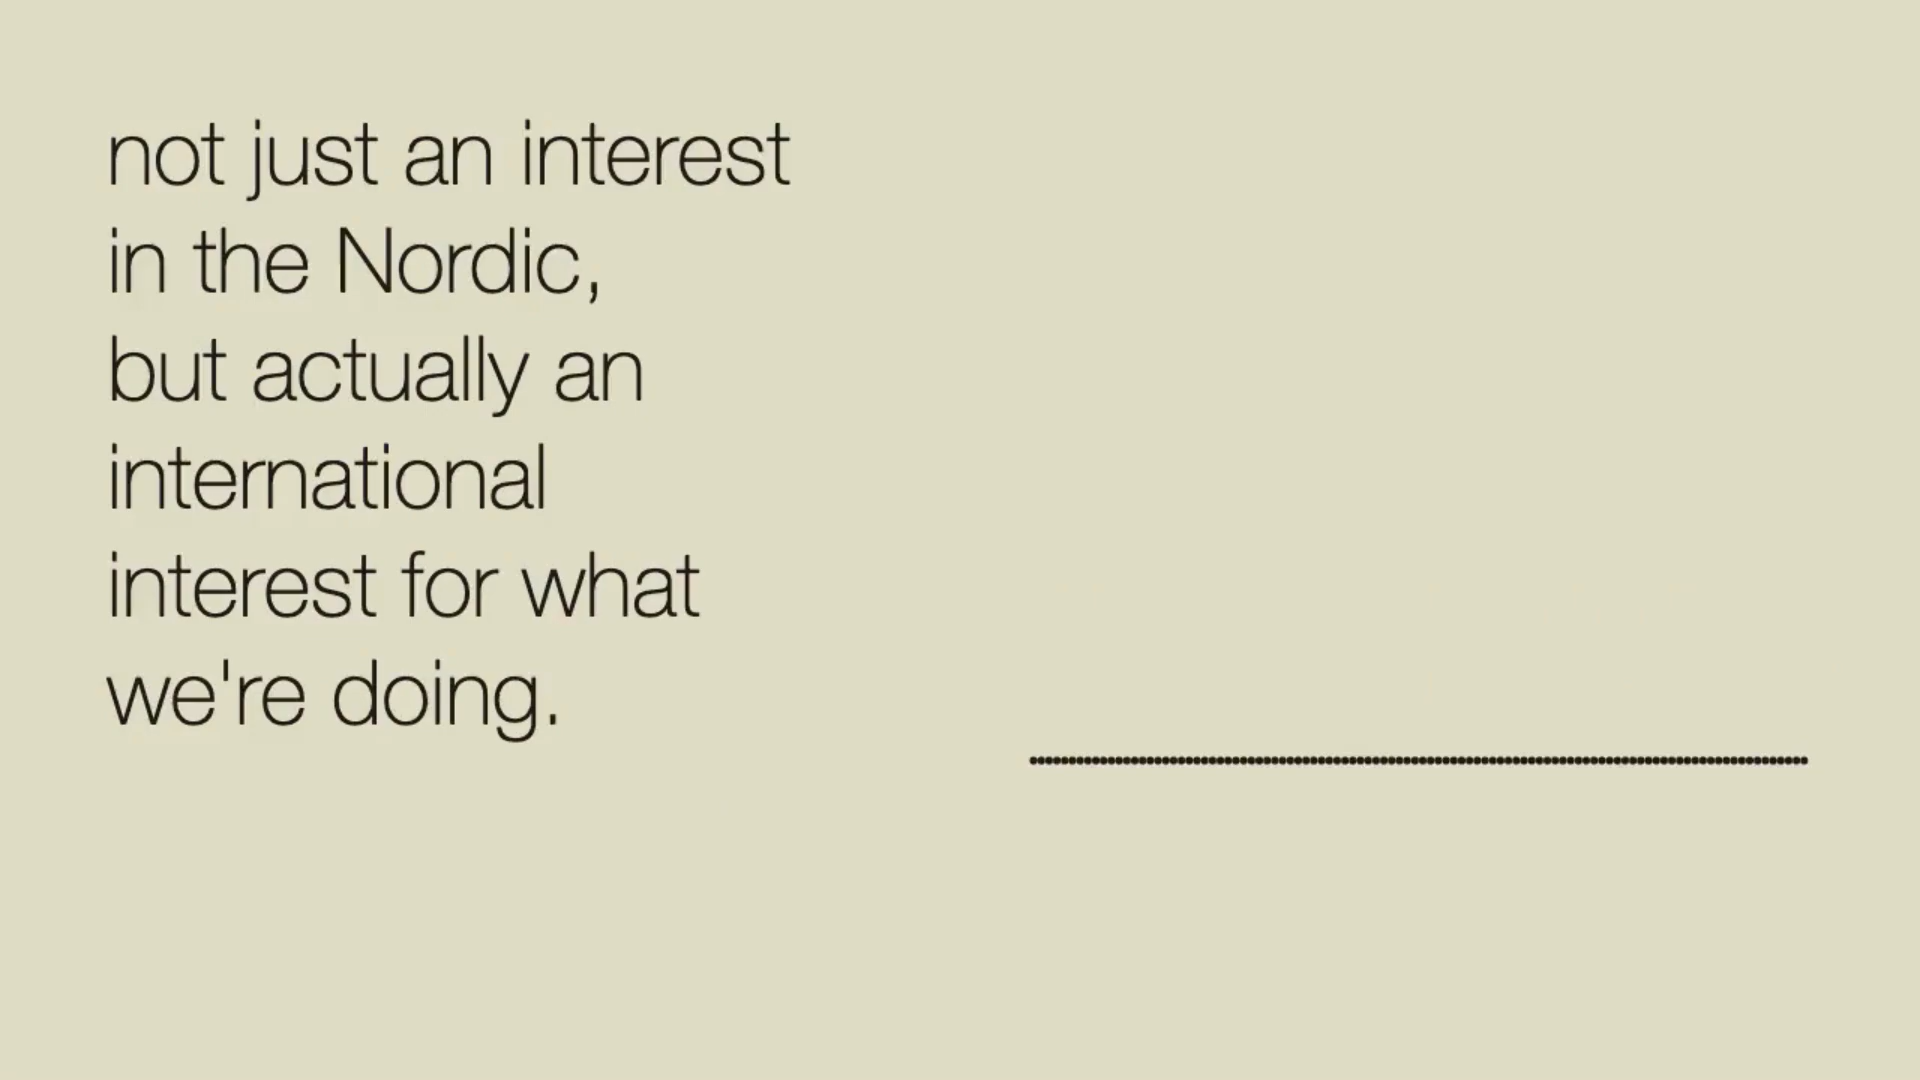 not just an interest
in the Nordic,
but actually an
international
interest for what
we're doing.